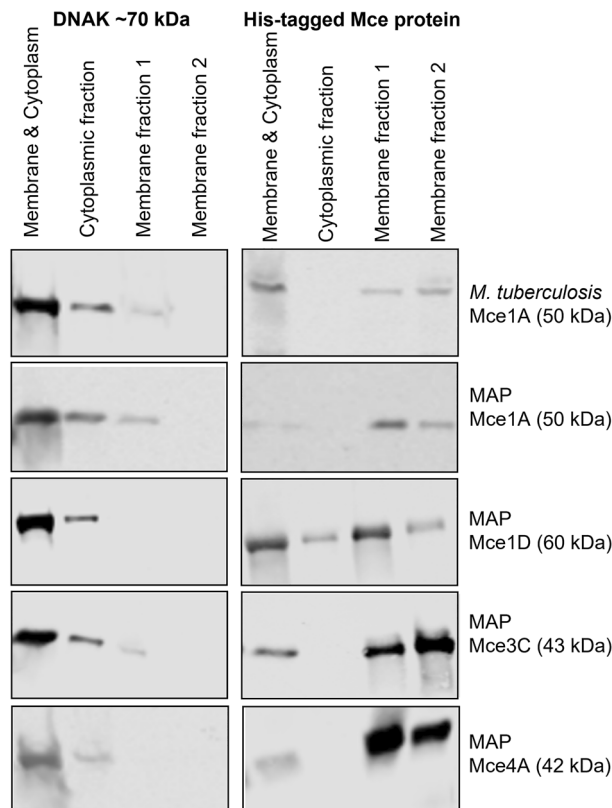 DNAK ~70 kDa
His-tagged Mce protein
Membrane & Cytoplasm
Cytoplasmic fraction
Membrane fraction 1
Membrane fraction 2
Membrane & Cytoplasm
Cytoplasmic fraction
Membrane fraction 1
Membrane fraction 2
M. tuberculosis
Mce1A (50 kDa)
MAP
Mce1A (50 kDa)
MAP
Mce1D (60 kDa)
MAP
Mce3C (43 kDa)
MAP
Mce4A (42 kDa)